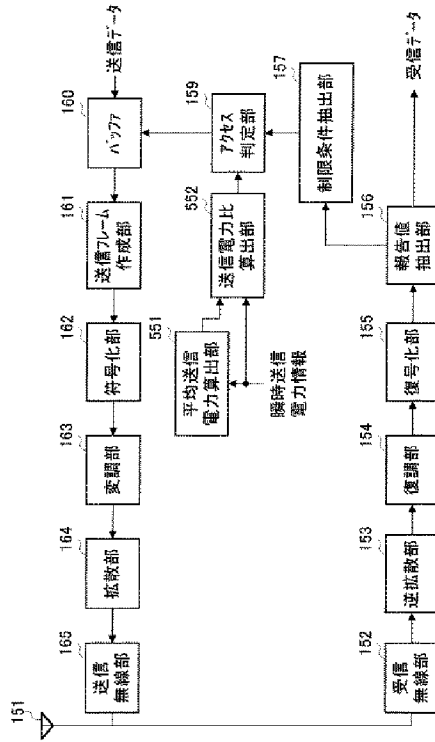 151
165
送信
無線部
164
拡散部
163
変調部
162
符号化部
161
送信フレーム
作成部
160
バッファ
送信データ
551
平均送信
電力算出部
瞬時送信
電力情報
552
送信電力比
算出部
159
アクセス
判定部
157
制限条件抽出部
152
受信
無線部
153
逆拡散部
154
復調部
155
復号化部
156
報告値
抽出部
受信データ